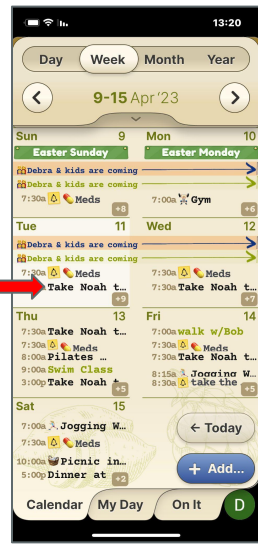 13:20
Day Week Month Year
9-15 Apr '23
Sun 9 Mon 10
Easter Sunday Easter Monday
Debra & kids are coming
Debra & kids are coming
7:30a Meds 7:00a Gym
+8 +6
Tue 11 Wed 12
Debra & kids are coming
Debra & kids are coming
7:30a Meds 7:30a Meds
Take Noah t… 7:30a Take Noah t…
+9 +7
Thu 13 Fri 14
7:30a Take Noah t… 7:00a walk w/Bob
7:30a Meds 7:30a Meds
8:00a Pilates … 7:30a Take Noah t…
9:00a Swim Class 8:15a Jogging W…
3:00p Take Noah t… 8:30a take the
+5 +5
Sat 15
7:00a Jogging W…
7:30a Meds
10:00a Picnic in…
5:00p Dinner at
+2
← Today
+ Add...
Calendar My Day On It D